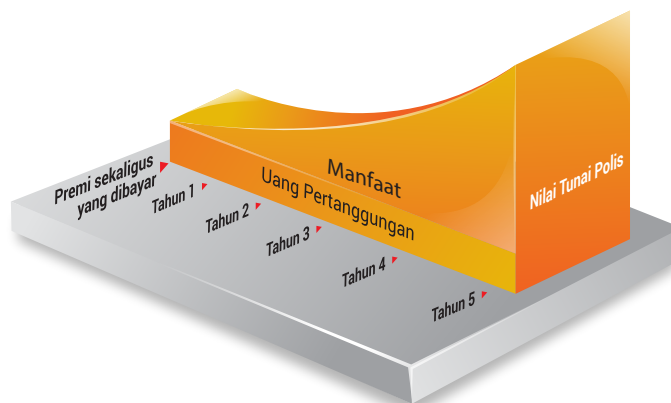 Manfaat
Uang Pertanggungan
Nilai Tunai Polis
Premi sekaligus
yang dibayar
Tahun 1
Tahun 2
Tahun 3
Tahun 4
Tahun 5